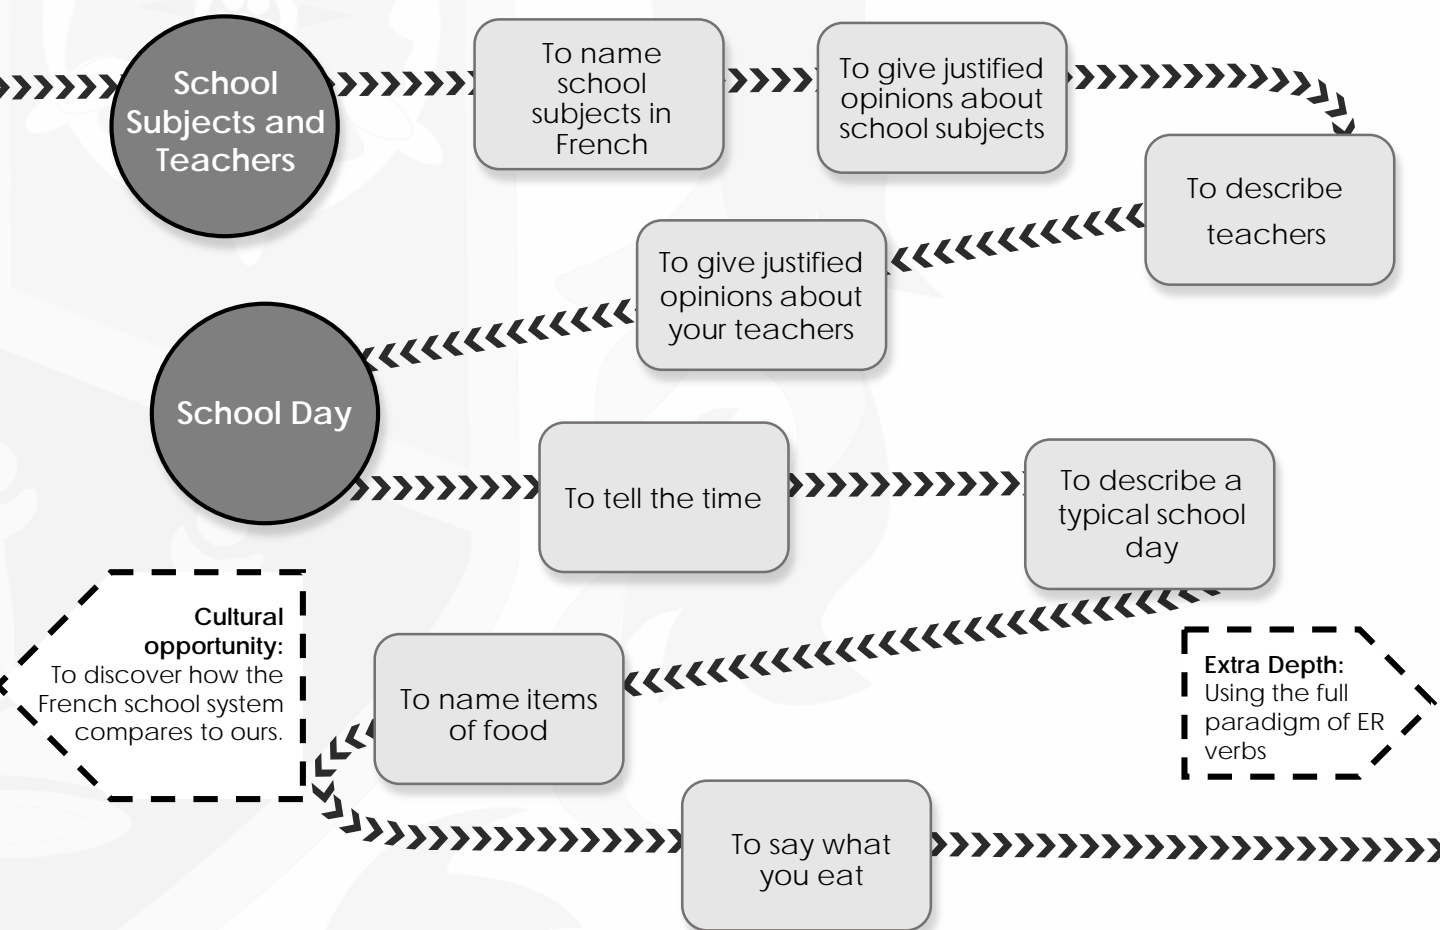 School
Subjects and
Teachers
To name
school
subjects in
French
To give justified
opinions about
school subjects
To describe
teachers
To give justified
opinions about
your teachers
School Day
To tell the time
To describe a
typical school
day
Cultural
opportunity:
To discover how the
French school system
compares to ours.
Extra Depth:
Using the full
paradigm of ER
verbs
To name items
of food
To say what
you eat